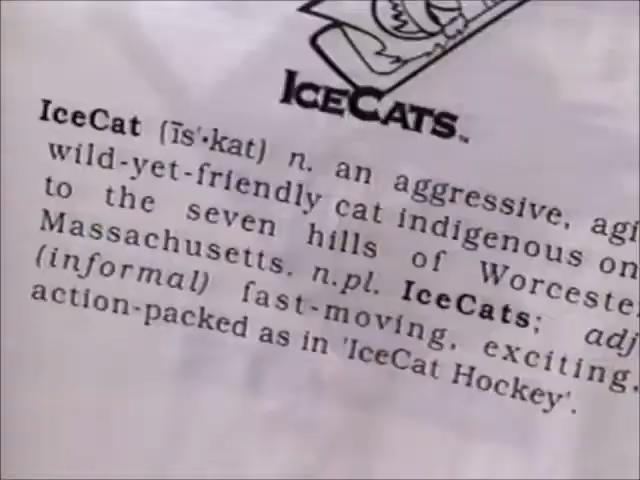 ICECATS™
IceCat (īs'·kat) n. an aggressive, agi
wild-yet-friendly cat indigenous on
to the seven hills of Worceste
Massachusetts. n.pl. IceCats; adj
(informal) fast-moving, exciting,
action-packed as in 'IceCat Hockey'.